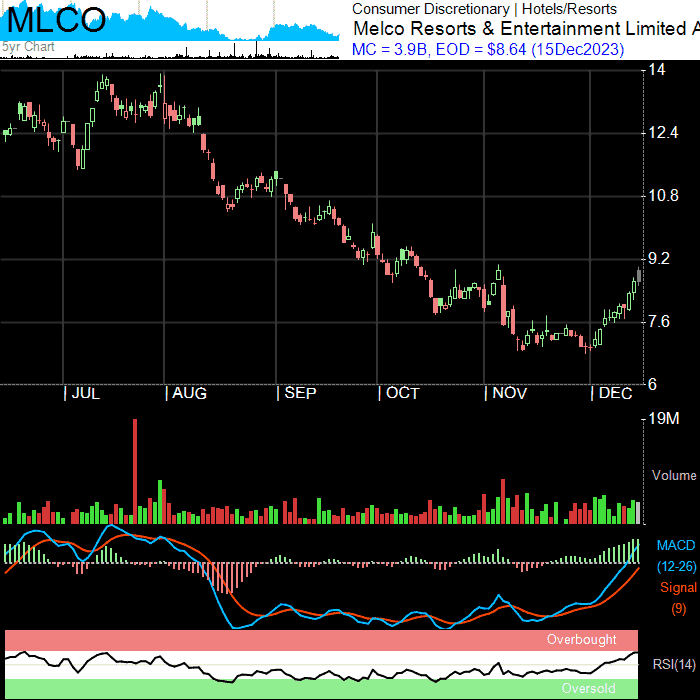 MLCO
5yr Chart
Consumer Discretionary | Hotels/Resorts
Melco Resorts & Entertainment Limited A
MC = 3.9B, EOD = $8.64 (15Dec2023)
14
12.4
10.8
9.2
7.6
6
| JUL | AUG | SEP | OCT | NOV | DEC
19M
Volume
MACD
(12-26)
Signal
(9)
Overbought
RSI(14)
Oversold